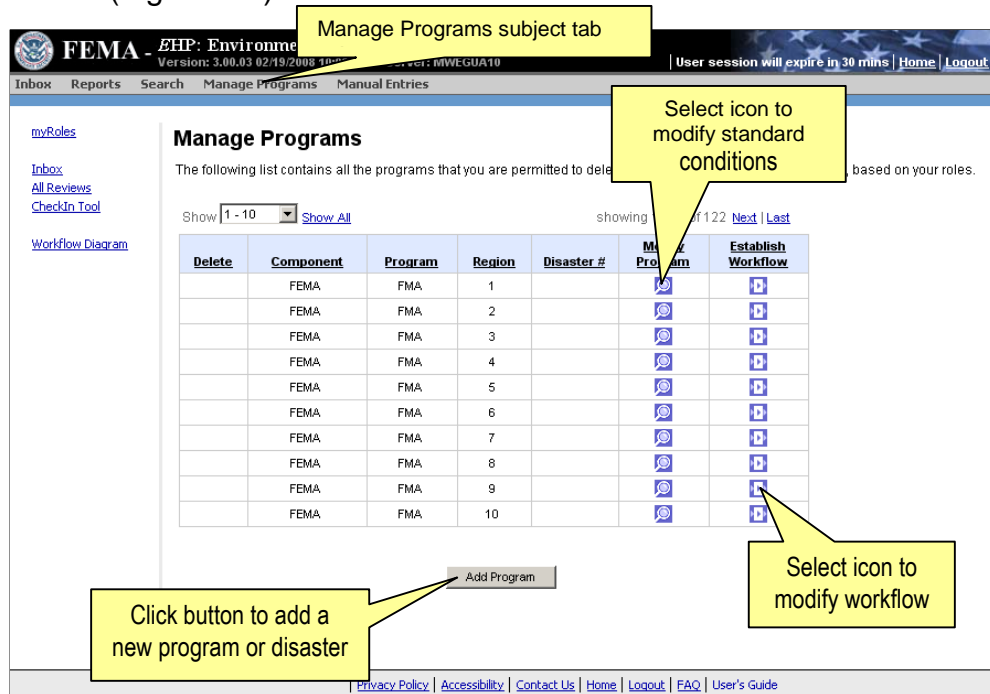 Manage Programs subject tab
FEMA - EHP: Envir
Version: 3.00.03 02/19/2008 MWEGUA10
User session will expire in 30 mins | Home | Logout
Inbox Reports Search Manage Programs Manual Entries
Select icon to
modify standard
conditions
myRoles
Inbox
All Reviews
CheckIn Tool
Workflow Diagram
Manage Programs
The following list contains all the programs that you are permitted to dele , based on your roles.
Show 1 - 10 Show All showing of 122 Next | Last
Delete Component Program Region Disaster # Program Establish Workflow
FEMA FMA 1
FEMA FMA 2
FEMA FMA 3
FEMA FMA 4
FEMA FMA 5
FEMA FMA 6
FEMA FMA 7
FEMA FMA 8
FEMA FMA 9
FEMA FMA 10
Add Program
Select icon to
modify workflow
Click button to add a
new program or disaster
Privacy Policy | Accessibility | Contact Us | Home | Logout | FAQ | User's Guide